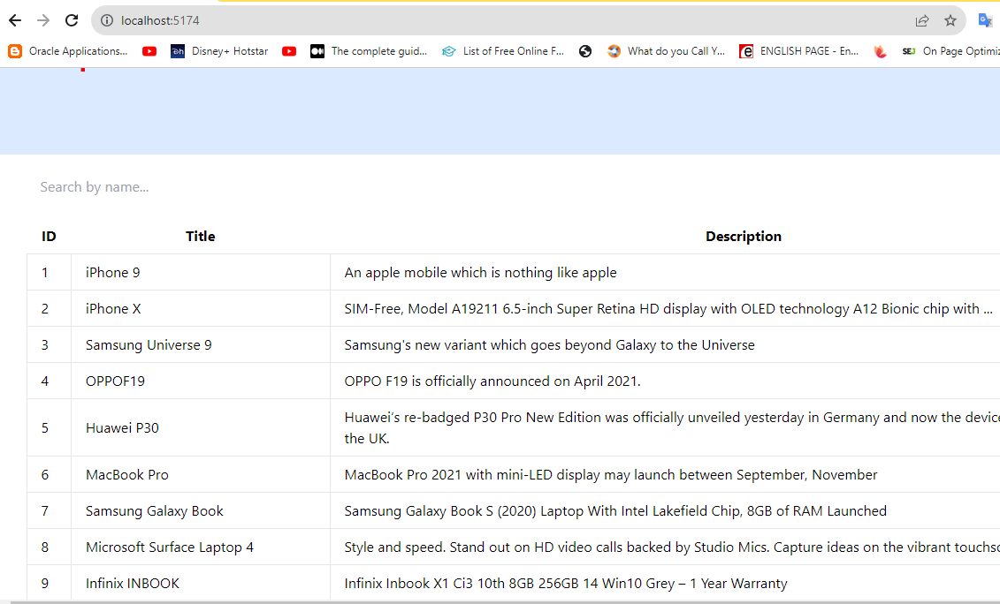 localhost:5174
Oracle Applications... Disney+ Hotstar The complete guid... List of Free Online F... What do you Call Y... ENGLISH PAGE - En... SEJ On Page Optimiz
Search by name...
ID Title Description
1 iPhone 9 An apple mobile which is nothing like apple
2 iPhone X SIM-Free, Model A19211 6.5-inch Super Retina HD display with OLED technology A12 Bionic chip with ...
3 Samsung Universe 9 Samsung's new variant which goes beyond Galaxy to the Universe
4 OPPOF19 OPPO F19 is officially announced on April 2021.
5 Huawei P30 Huawei’s re-badged P30 Pro New Edition was officially unveiled yesterday in Germany and now the device
the UK.
6 MacBook Pro MacBook Pro 2021 with mini-LED display may launch between September, November
7 Samsung Galaxy Book Samsung Galaxy Book S (2020) Laptop With Intel Lakefield Chip, 8GB of RAM Launched
8 Microsoft Surface Laptop 4 Style and speed. Stand out on HD video calls backed by Studio Mics. Capture ideas on the vibrant touchsc
9 Infinix INBOOK Infinix Inbook X1 Ci3 10th 8GB 256GB 14 Win10 Grey – 1 Year Warranty